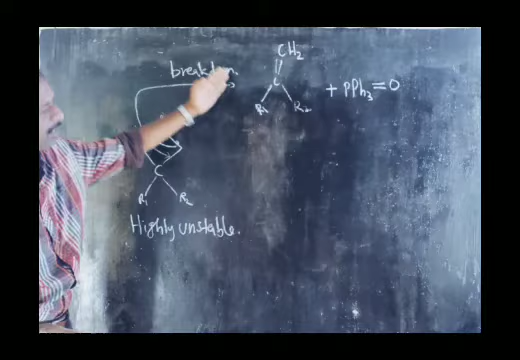 CH2
||
C
R1 R2
+ PPh3=O
C
R1 R2
Highly unstable.